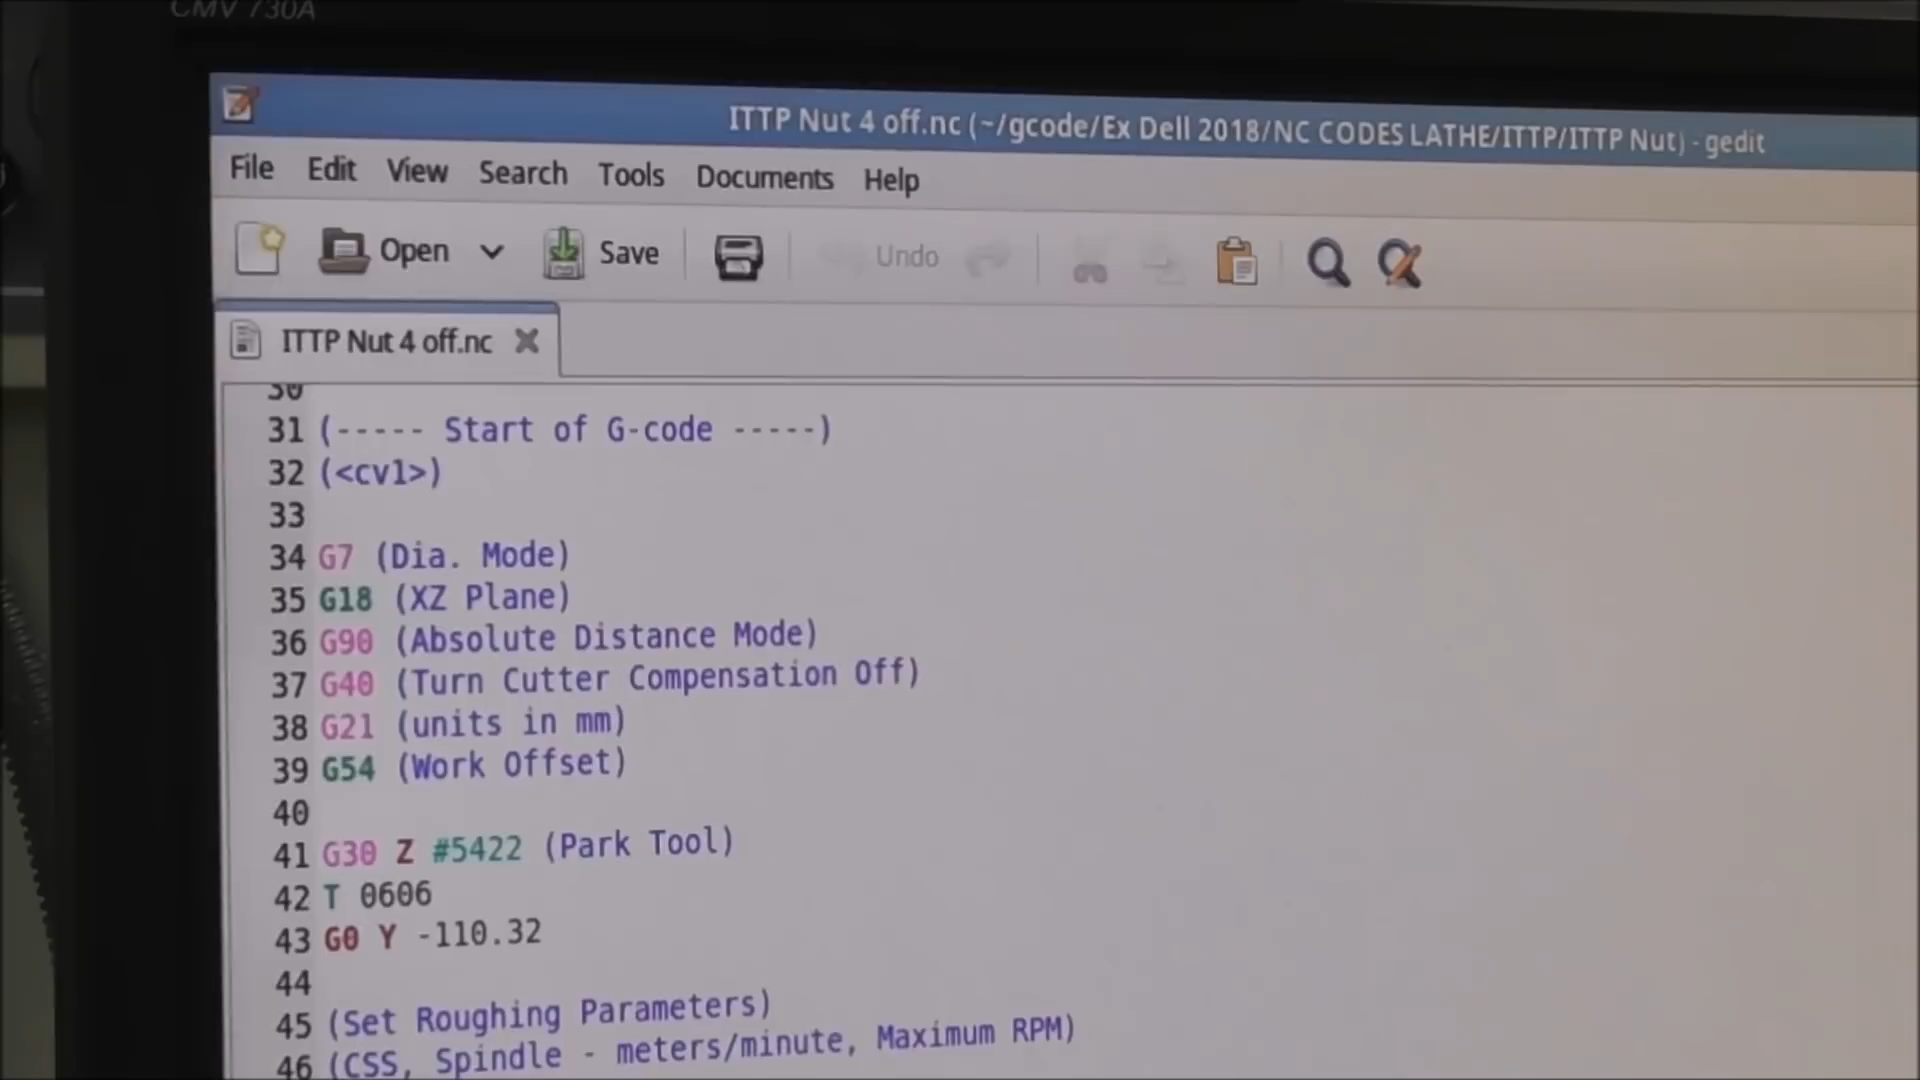 CMV 730A
ITTP Nut 4 off.nc (~/gcode/Ex Dell 2018/NC CODES LATHE/ITTP/ITTP Nut) - gedit
File Edit View Search Tools Documents Help
Open Save Undo
ITTP Nut 4 off.nc
30
31 (----- Start of G-code -----)
32 (<cv1>)
33
34 G7 (Dia. Mode)
35 G18 (XZ Plane)
36 G90 (Absolute Distance Mode)
37 G40 (Turn Cutter Compensation Off)
38 G21 (units in mm)
39 G54 (Work Offset)
40
41 G30 Z #5422 (Park Tool)
42 T 0606
43 G0 Y -110.32
44
45 (Set Roughing Parameters)
46 (CSS, Spindle - meters/minute, Maximum RPM)